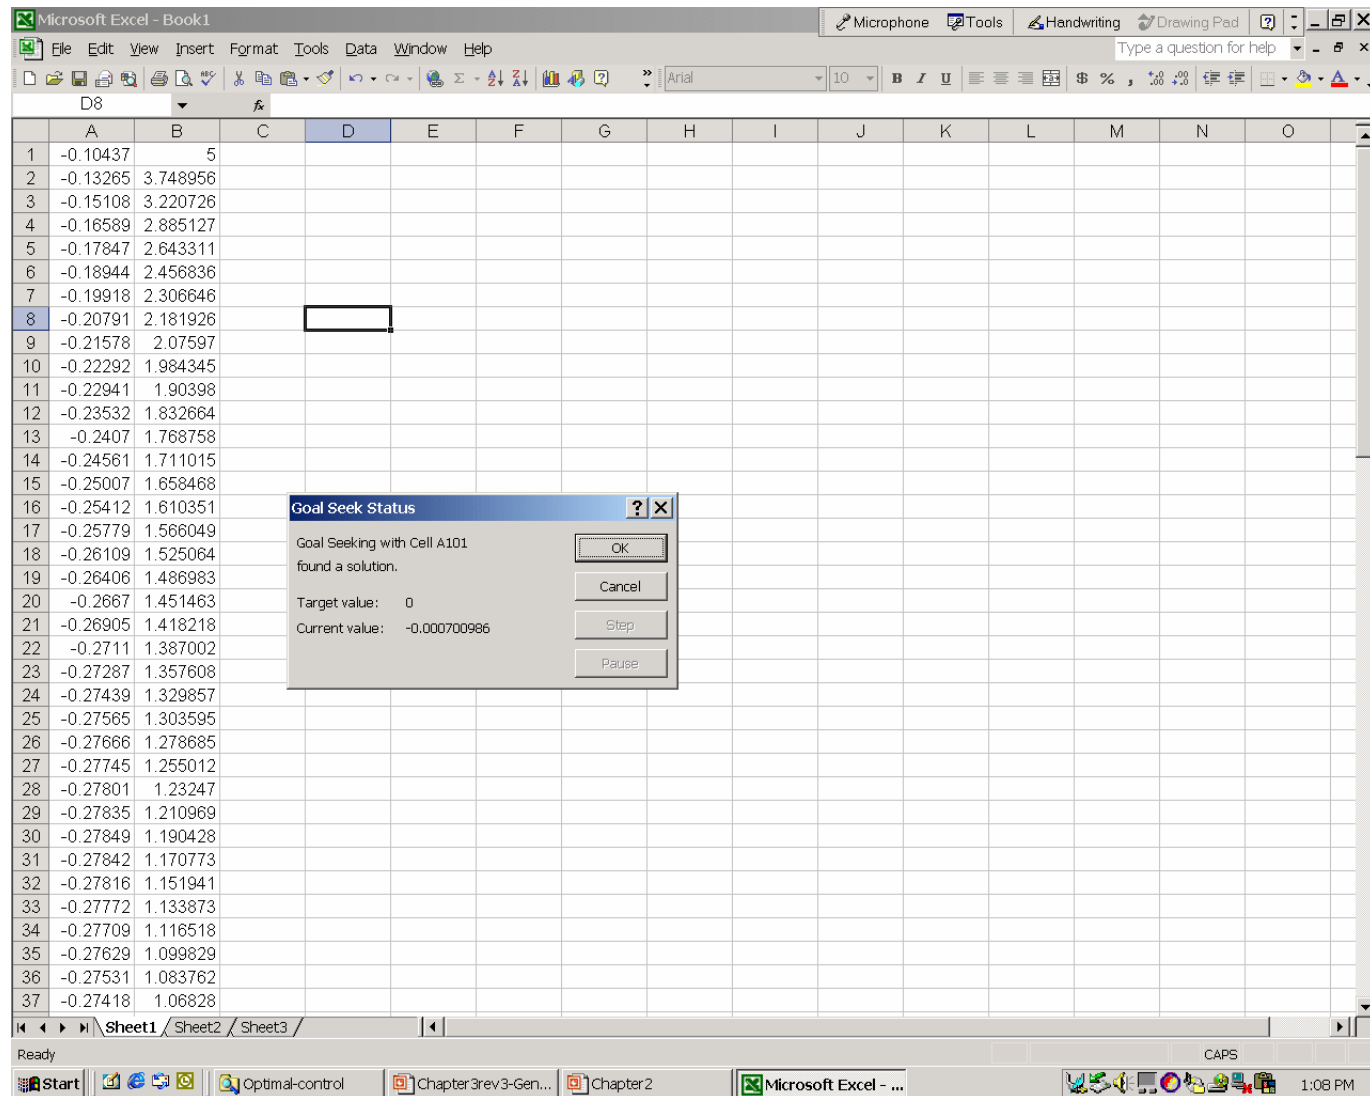 Microsoft Excel - Book1
Microphone Tools Handwriting Drawing Pad
File Edit View Insert Format Tools Data Window Help Type a question for help
Arial 10 B I U $ % ,
D8 fx
A B C D E F G H I J K L M N O
1 -0.10437 5
2 -0.13265 3.748956
3 -0.15108 3.220726
4 -0.16589 2.885127
5 -0.17847 2.643311
6 -0.18944 2.456836
7 -0.19918 2.306646
8 -0.20791 2.181926
9 -0.21578 2.07597
10 -0.22292 1.984345
11 -0.22941 1.90398
12 -0.23532 1.832664
13 -0.2407 1.768758
14 -0.24561 1.711015
15 -0.25007 1.658468
16 -0.25412 1.610351
17 -0.25779 1.566049
18 -0.26109 1.525064
19 -0.26406 1.486983
20 -0.2667 1.451463
21 -0.26905 1.418218
22 -0.2711 1.387002
23 -0.27287 1.357608
24 -0.27439 1.329857
25 -0.27565 1.303595
26 -0.27666 1.278685
27 -0.27745 1.255012
28 -0.27801 1.23247
29 -0.27835 1.210969
30 -0.27849 1.190428
31 -0.27842 1.170773
32 -0.27816 1.151941
33 -0.27772 1.133873
34 -0.27709 1.116518
35 -0.27629 1.099829
36 -0.27531 1.083762
37 -0.27418 1.06828
Goal Seek Status
Goal Seeking with Cell A101
found a solution.
Target value: 0
Current value: -0.000700986
OK
Cancel
Step
Pause
Sheet1 Sheet2 Sheet3
Ready CAPS
Start Optimal-control Chapter3rev3-Gen... Chapter2 Microsoft Excel - ... 1:08 PM